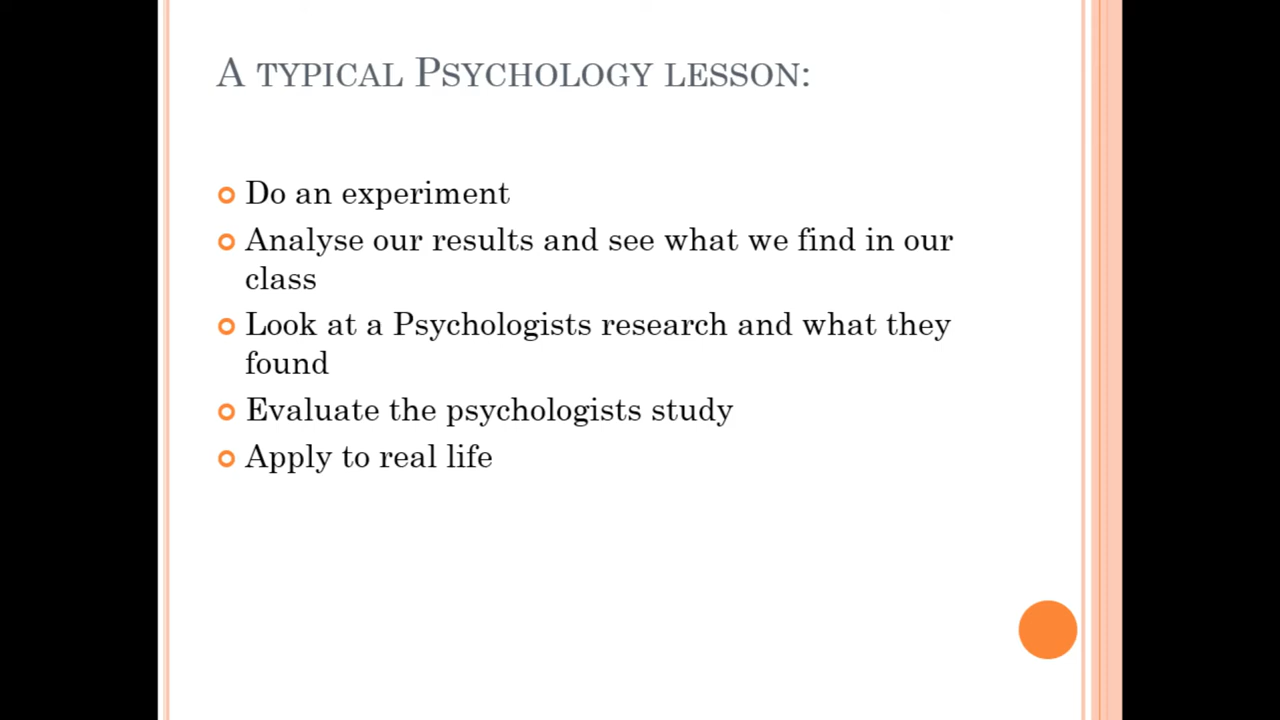 A typical Psychology lesson:
Do an experiment
Analyse our results and see what we find in our
class
Look at a Psychologists research and what they
found
Evaluate the psychologists study
Apply to real life